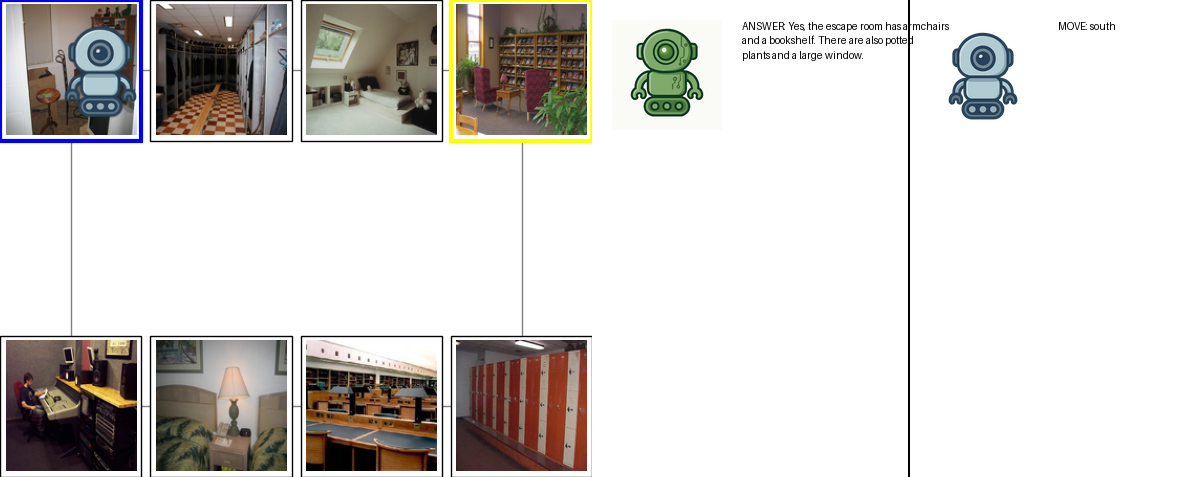 ANSWER: Yes, the escape room has armchairs
and a bookshelf. There are also potted
plants and a large window.
MOVE: south